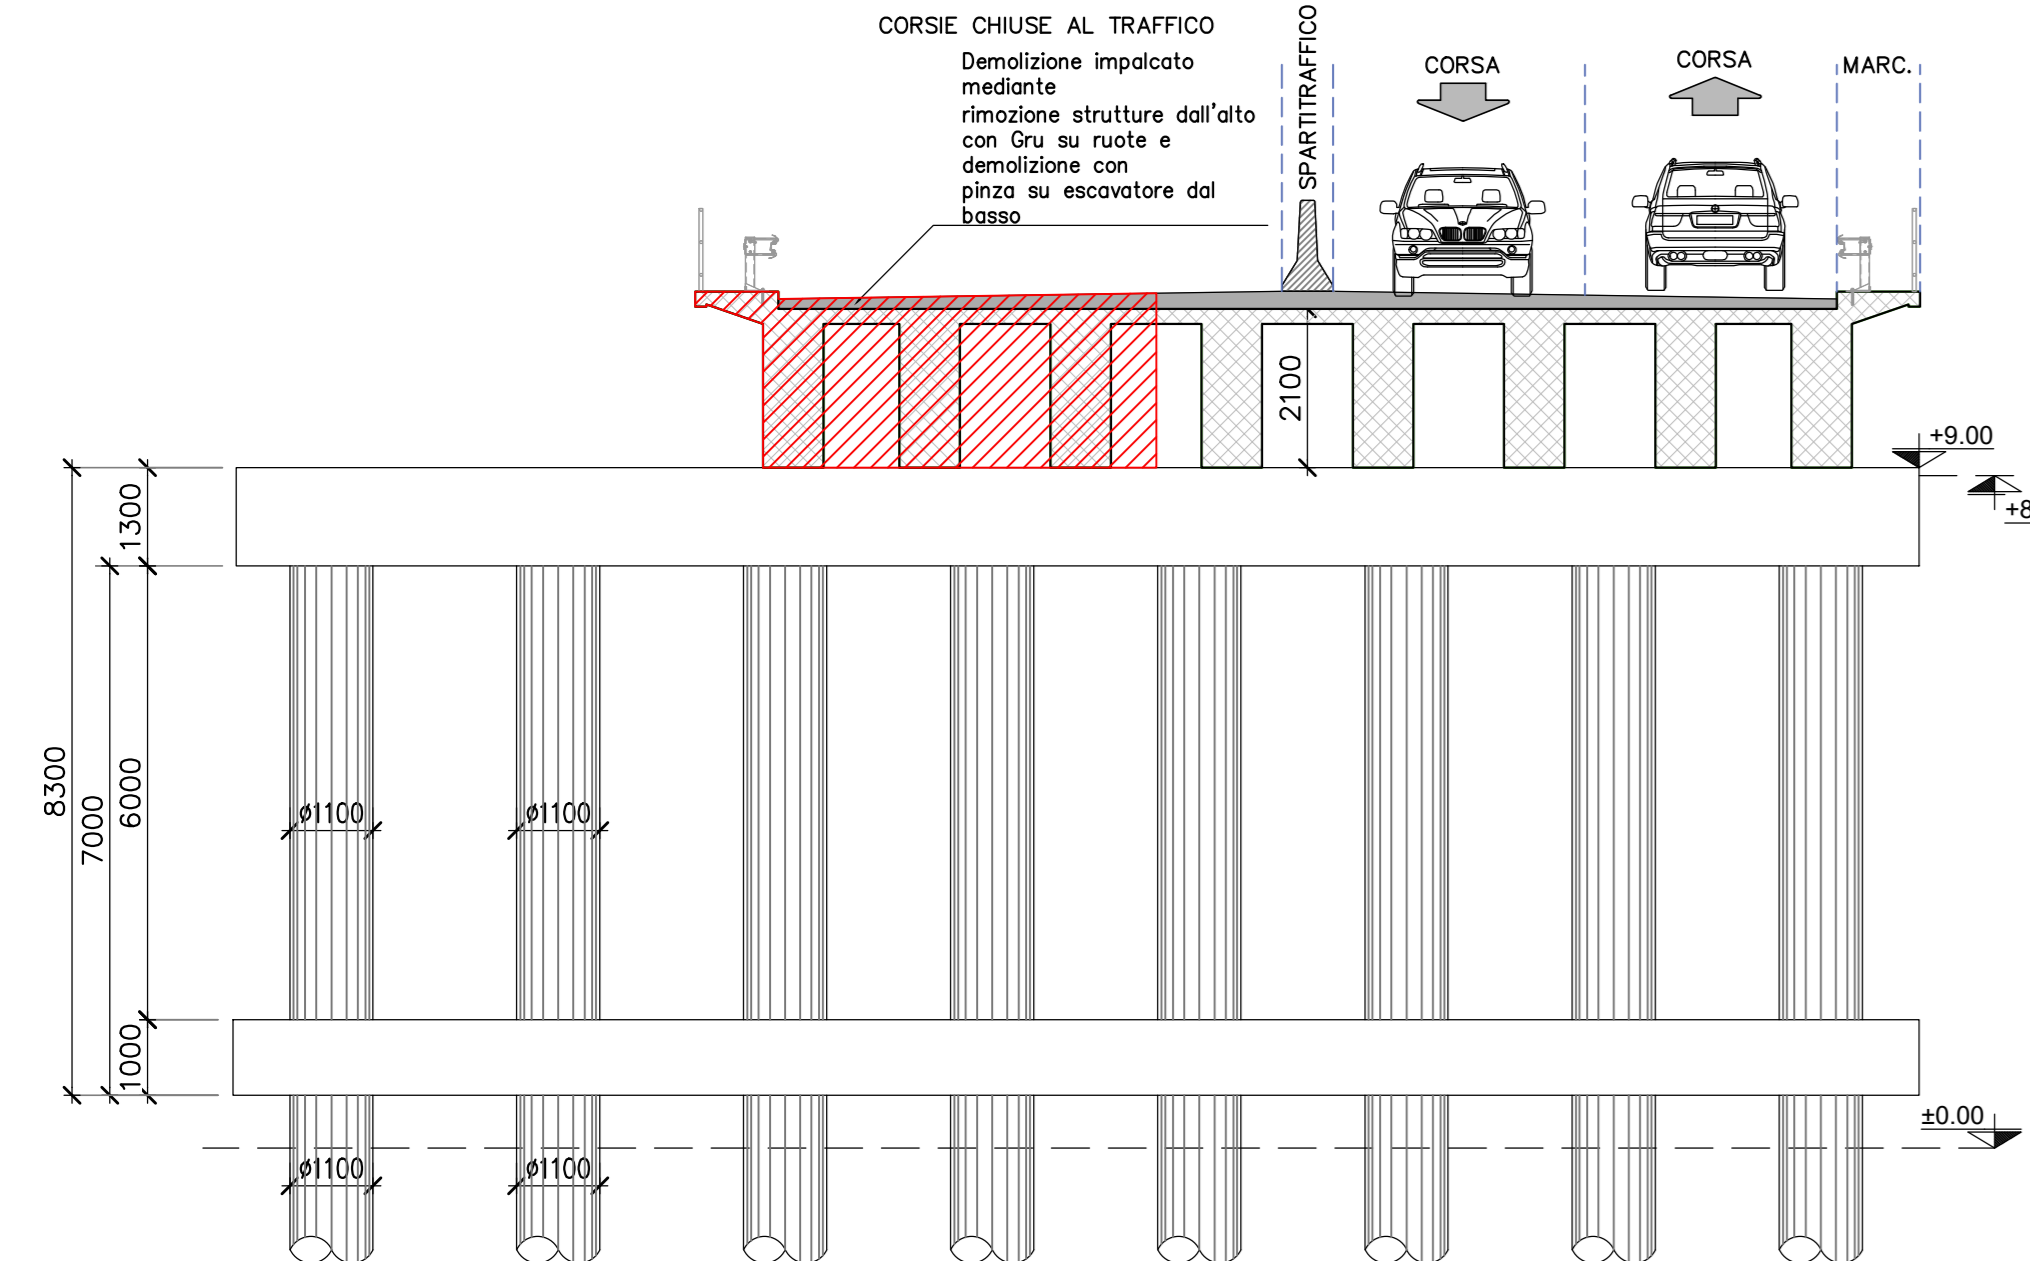 CORSIE CHIUSE AL TRAFFICO
Demolizione impalcato
mediante
rimozione strutture dall'alto
con Gru su ruote e
demolizione con
pinza su escavatore dal
basso
SPARTITRAFFICO
CORSA
CORSA
MARC.
2100
+9.00
+8
1300
8300
7000
6000
1000
ø1100
ø1100
±0.00
ø1100
ø1100